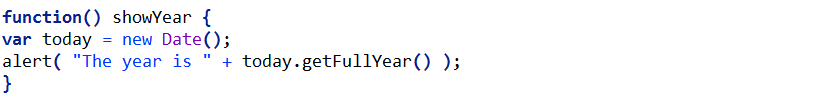 function() showYear {
var today = new Date();
alert( "The year is " + today.getFullYear() );
}